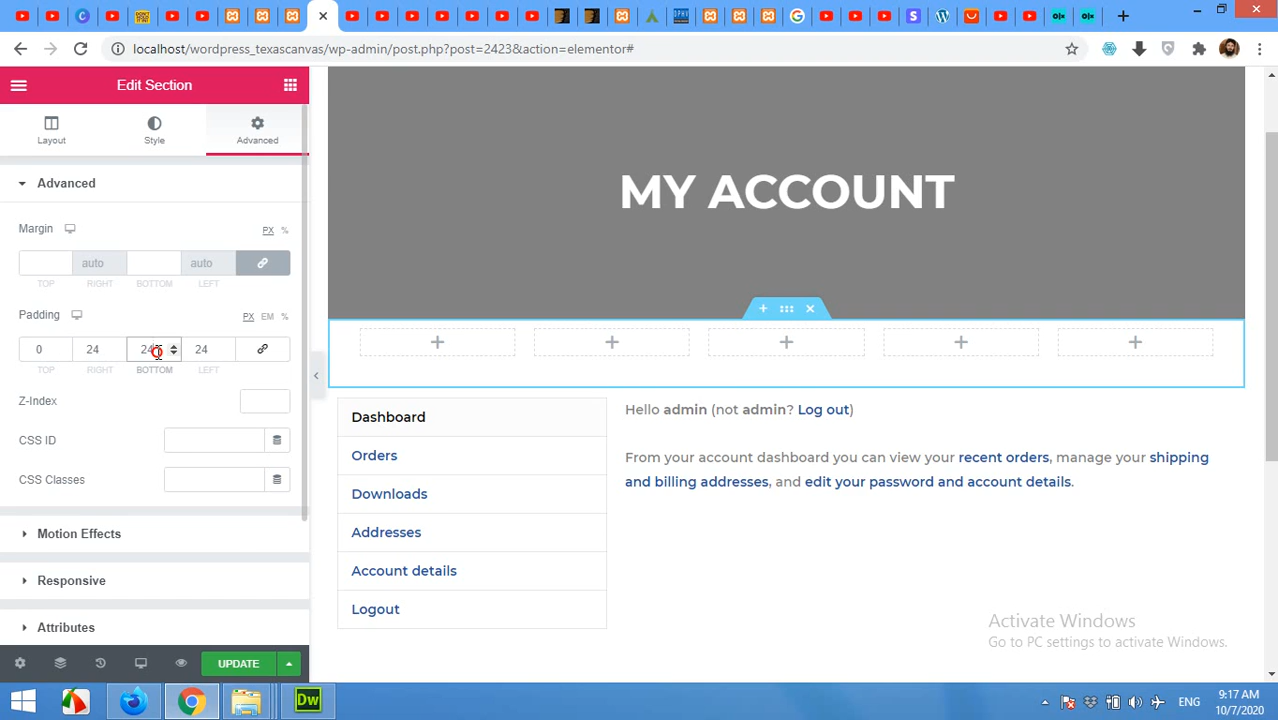 localhost/wordpress_texascanvas/wp-admin/post.php?post=2423&action=elementor#
Edit Section
Layout
Style
Advanced
Advanced
Margin
PX %
auto
auto
TOP RIGHT BOTTOM LEFT
Padding
PX EM %
0 24 24 24
TOP RIGHT BOTTOM LEFT
Z-Index
CSS ID
CSS Classes
Motion Effects
Responsive
Attributes
UPDATE
MY ACCOUNT
Dashboard
Orders
Downloads
Addresses
Account details
Logout
Hello admin (not admin? Log out)
From your account dashboard you can view your recent orders, manage your shipping
and billing addresses, and edit your password and account details.
Activate Windows
Go to PC settings to activate Windows.
Dw
ENG
9:17 AM
10/7/2020